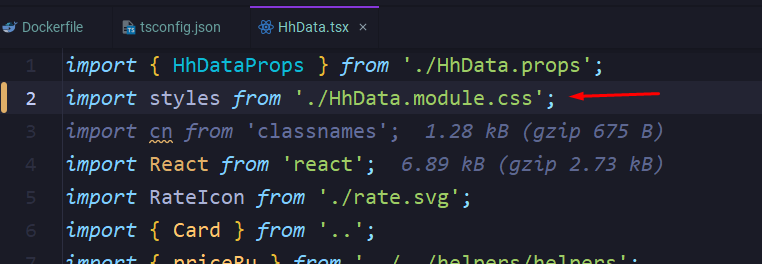 Dockerfile tsconfig.json HhData.tsx ×
1 import { HhDataProps } from './HhData.props';
2 import styles from './HhData.module.css';
3 import cn from 'classnames'; 1.28 kB (gzip 675 B)
4 import React from 'react'; 6.89 kB (gzip 2.73 kB)
5 import RateIcon from './rate.svg';
6 import { Card } from '..';
7 import { priceRu } from '../../helpers/helpers';